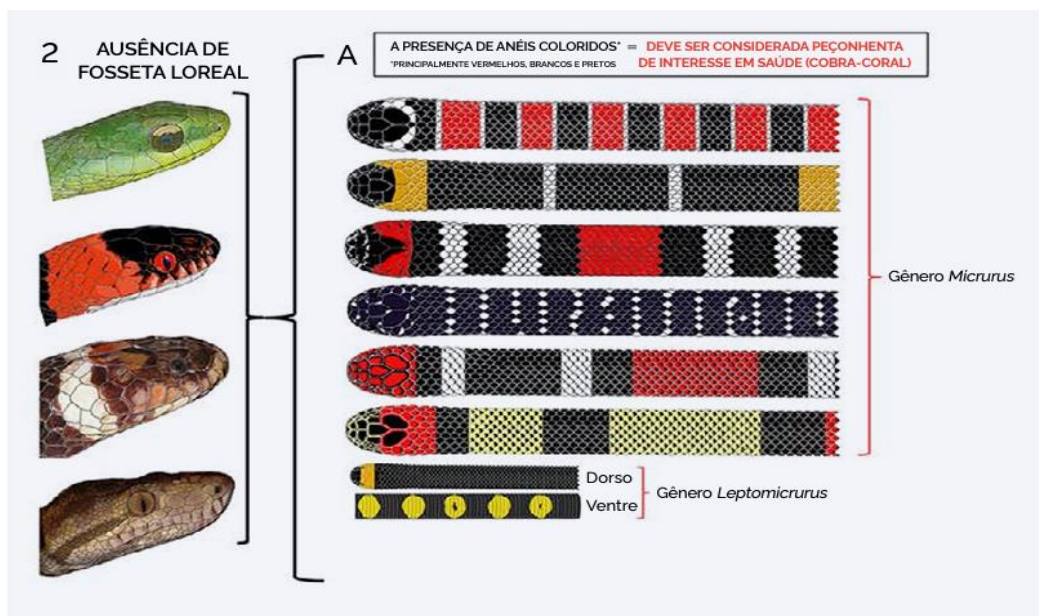 2 AUSÊNCIA DE
FOSSETA LOREAL
A
A PRESENÇA DE ANÉIS COLORIDOS* = DEVE SER CONSIDERADA PEÇONHENTA
*PRINCIPALMENTE VERMELHOS, BRANCOS E PRETOS DE INTERESSE EM SAÚDE (COBRA-CORAL)
Gênero Micrurus
Dorso
Ventre
Gênero Leptomicrurus